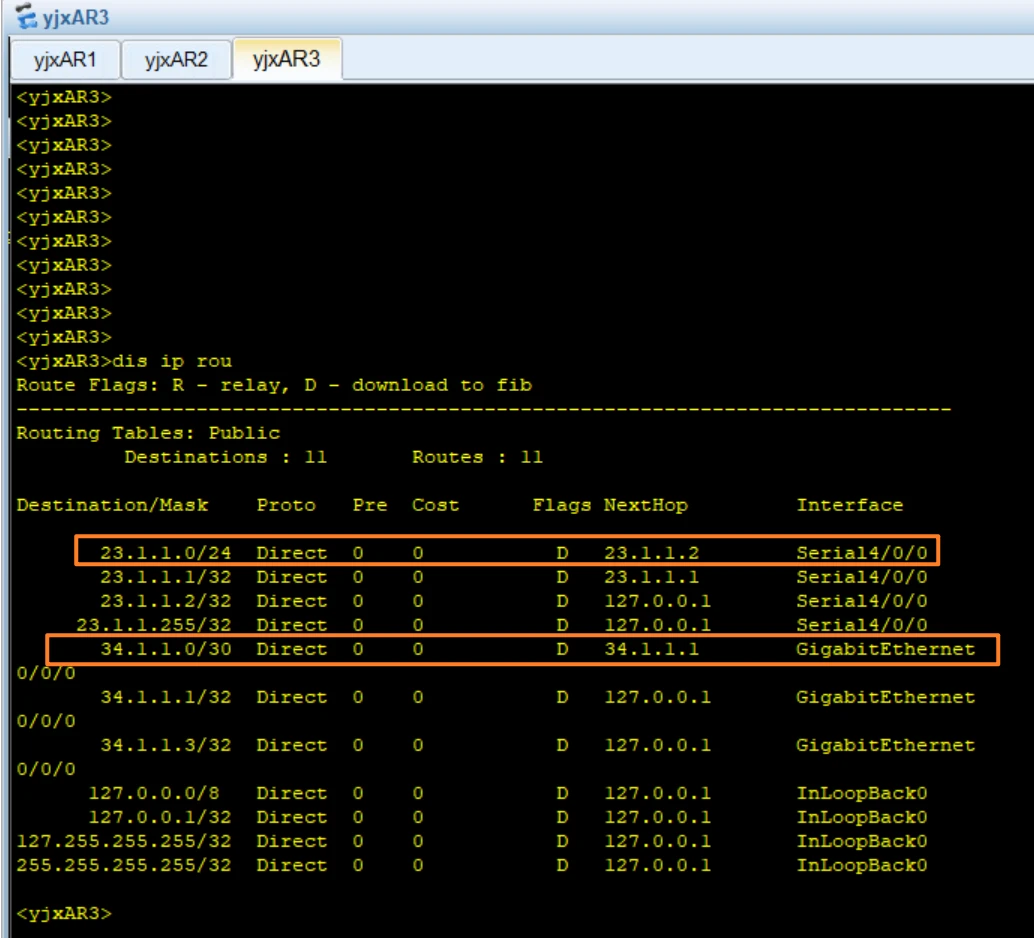 yjxAR3
yjxAR1 yjxAR2 yjxAR3
<yjxAR3>
<yjxAR3>
<yjxAR3>
<yjxAR3>
<yjxAR3>
<yjxAR3>
<yjxAR3>
<yjxAR3>
<yjxAR3>
<yjxAR3>
<yjxAR3>
<yjxAR3>dis ip rou
Route Flags: R - relay, D - download to fib
------------------------------------------------------------------------------
Routing Tables: Public
         Destinations : 11       Routes : 11

Destination/Mask    Proto   Pre  Cost      Flags NextHop         Interface

       23.1.1.0/24  Direct  0    0           D   23.1.1.2        Serial4/0/0
       23.1.1.1/32  Direct  0    0           D   23.1.1.1        Serial4/0/0
       23.1.1.2/32  Direct  0    0           D   127.0.0.1       Serial4/0/0
     23.1.1.255/32  Direct  0    0           D   127.0.0.1       Serial4/0/0
       34.1.1.0/30  Direct  0    0           D   34.1.1.1        GigabitEthernet
0/0/0
       34.1.1.1/32  Direct  0    0           D   127.0.0.1       GigabitEthernet
0/0/0
       34.1.1.3/32  Direct  0    0           D   127.0.0.1       GigabitEthernet
0/0/0
      127.0.0.0/8   Direct  0    0           D   127.0.0.1       InLoopBack0
      127.0.0.1/32  Direct  0    0           D   127.0.0.1       InLoopBack0
127.255.255.255/32  Direct  0    0           D   127.0.0.1       InLoopBack0
255.255.255.255/32  Direct  0    0           D   127.0.0.1       InLoopBack0

<yjxAR3>